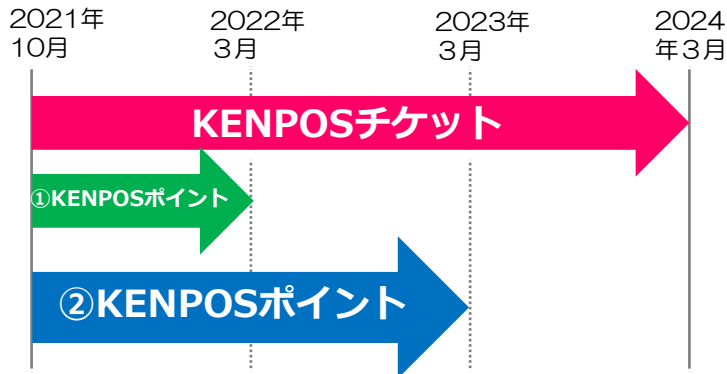 2021年
10月
2022年
3月
2023年
3月
2024
年3月
KENPOSチケット
①KENPOSポイント
②KENPOSポイント